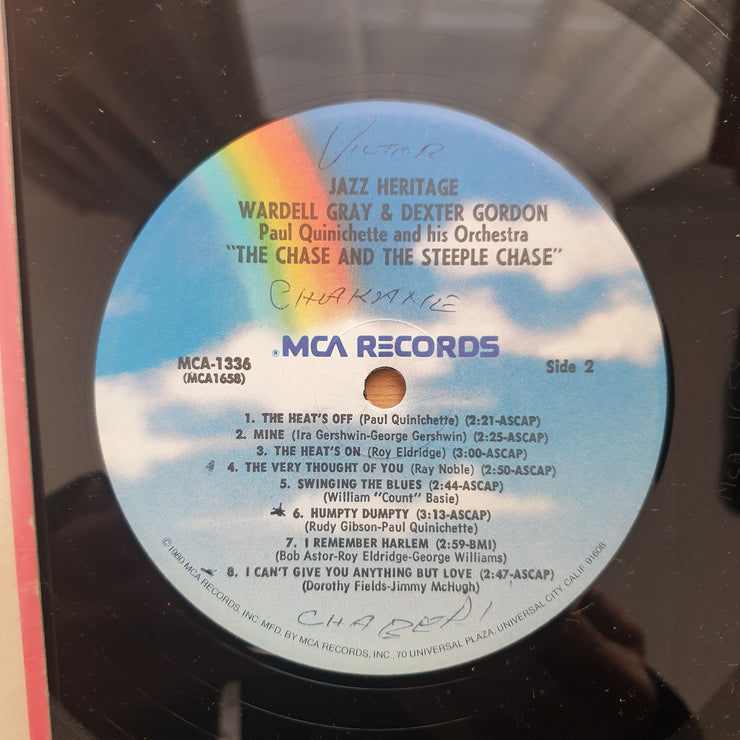 VICTOR
JAZZ HERITAGE
WARDELL GRAY & DEXTER GORDON
Paul Quinichette and his Orchestra
"THE CHASE AND THE STEEPLE CHASE"
CHAKANE
®MCA RECORDS
MCA-1336
(MCA1658)
Side 2
1. THE HEAT'S OFF (Paul Quinichette) (2:21-ASCAP)
2. MINE (Ira Gershwin-George Gershwin) (2:25-ASCAP)
3. THE HEAT'S ON (Roy Eldridge) (3:00-ASCAP)
4. THE VERY THOUGHT OF YOU (Ray Noble) (2:50-ASCAP)
5. SWINGING THE BLUES (2:44-ASCAP)
(William "Count" Basie)
6. HUMPTY DUMPTY (3:13-ASCAP)
(Rudy Gibson-Paul Quinichette)
7. I REMEMBER HARLEM (2:59-BMI)
(Bob Astor-Roy Eldridge-George Williams)
8. I CAN'T GIVE YOU ANYTHING BUT LOVE (2:47-ASCAP)
(Dorothy Fields-Jimmy McHugh)
CHABERI
©1980 MCA RECORDS, INC. MFD. BY MCA RECORDS, INC., 70 UNIVERSAL PLAZA, UNIVERSAL CITY, CALIF. 91608